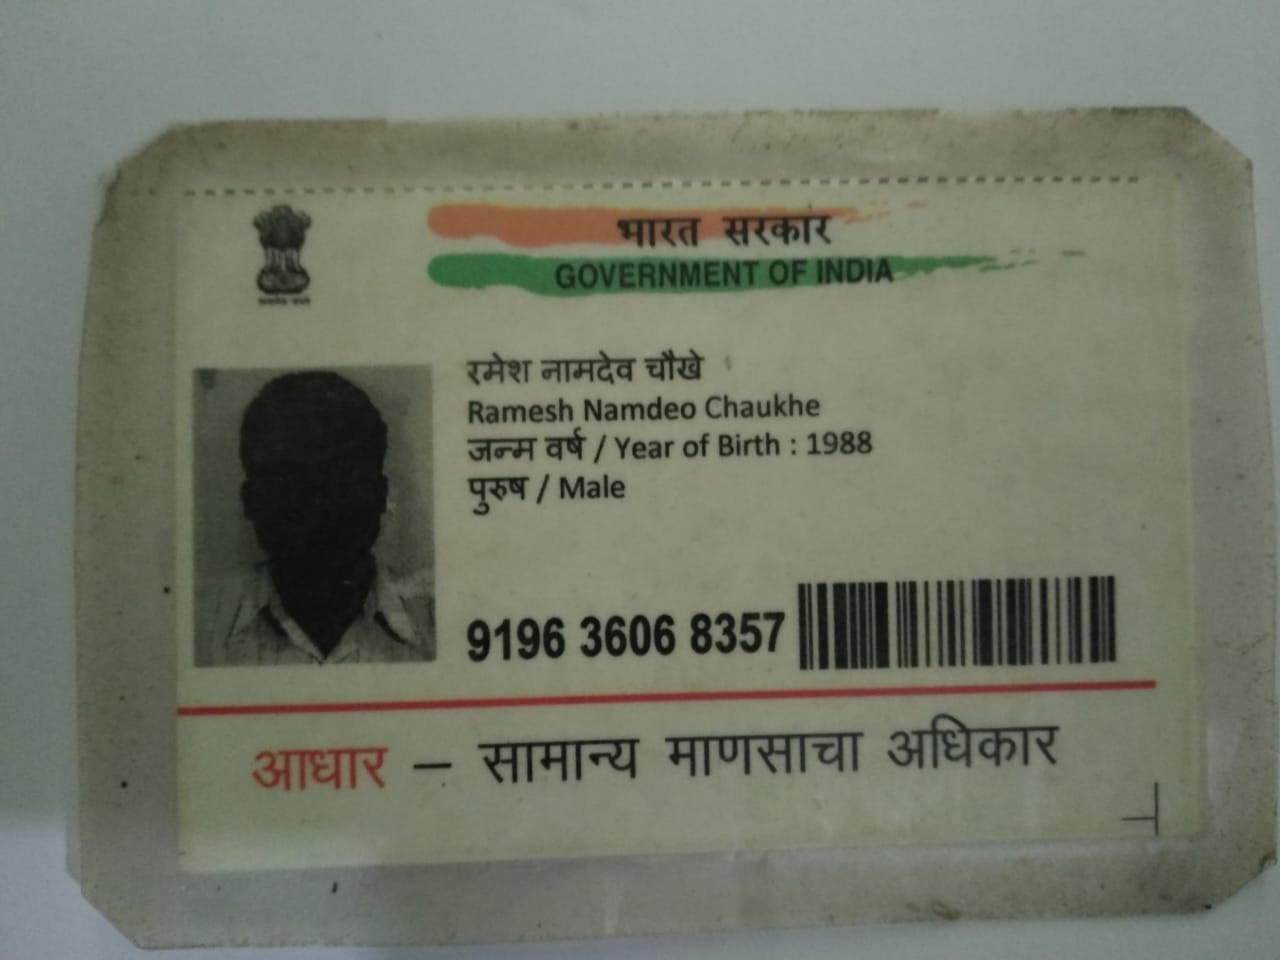 भारत सरकार
GOVERNMENT OF INDIA
रमेश नामदेव चौखे
Ramesh Namdeo Chaukhe
जन्म वर्ष / Year of Birth : 1988
पुरुष / Male
9196 3606 8357
आधार – सामान्य माणसाचा अधिकार